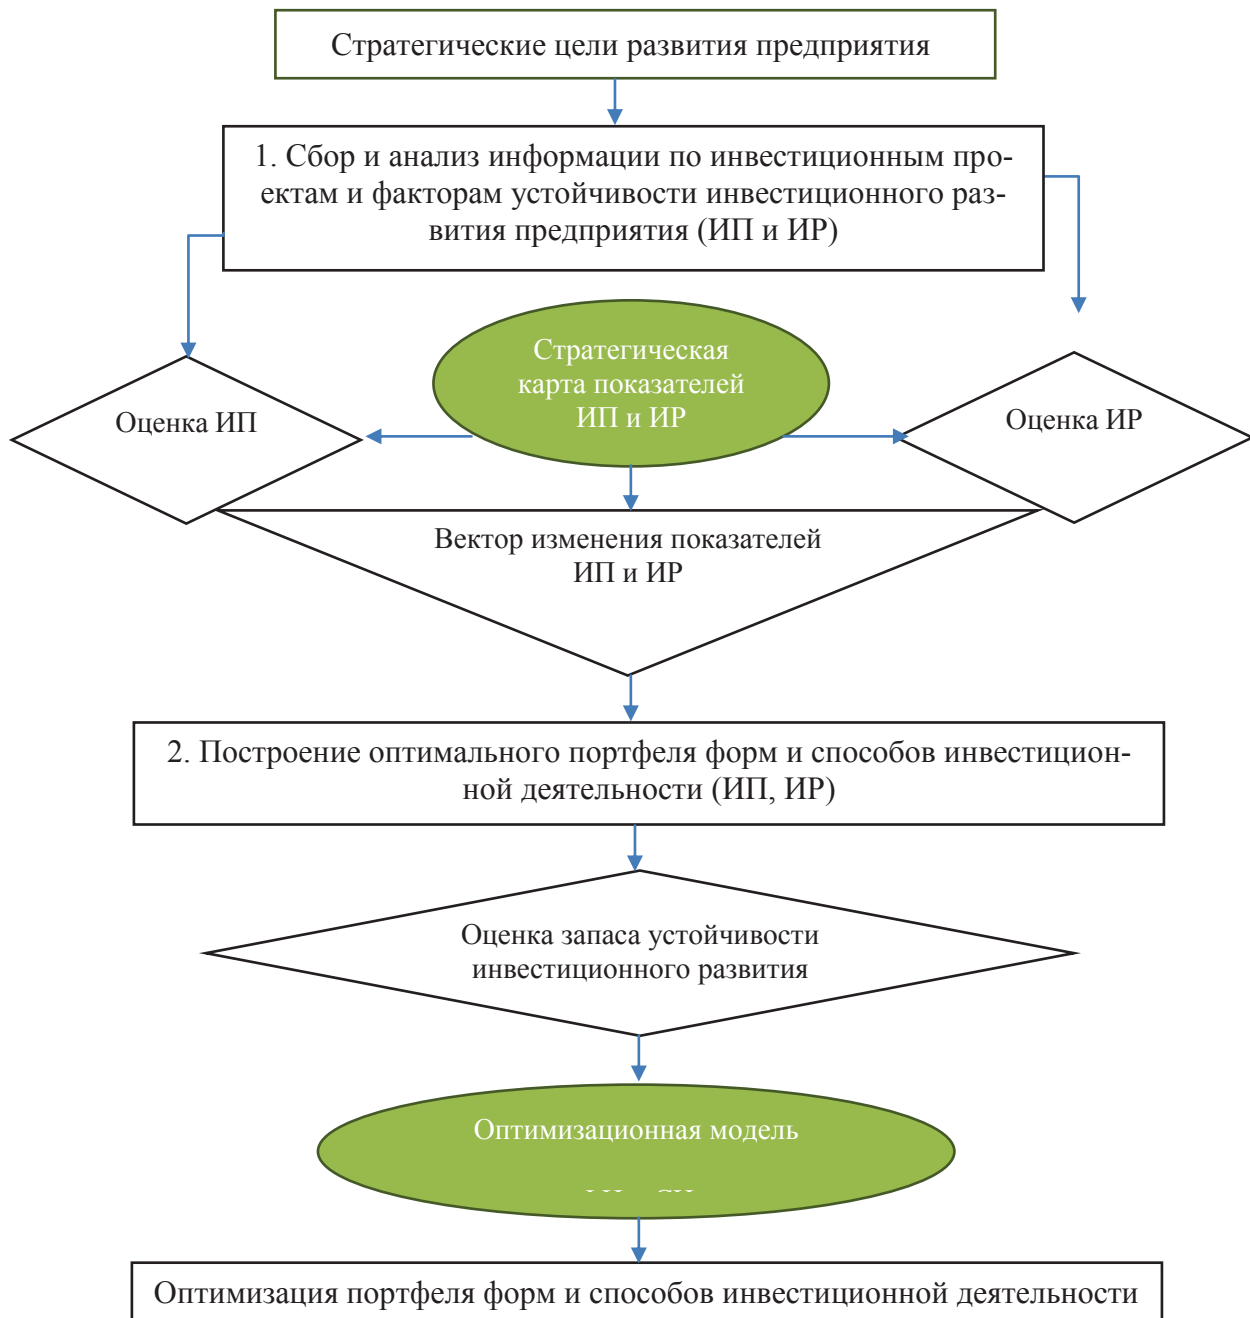 Стратегические цели развития предприятия
1. Сбор и анализ информации по инвестиционным про-
ектам и факторам устойчивости инвестиционного раз-
вития предприятия (ИП и ИР)
Стратегическая
карта показателей
ИП и ИР
Оценка ИП
Оценка ИР
Вектор изменения показателей
ИП и ИР
2. Построение оптимального портфеля форм и способов инвестицион-
ной деятельности (ИП, ИР)
Оценка запаса устойчивости
инвестиционного развития
Оптимизационная модель
Оптимизация портфеля форм и способов инвестиционной деятельности